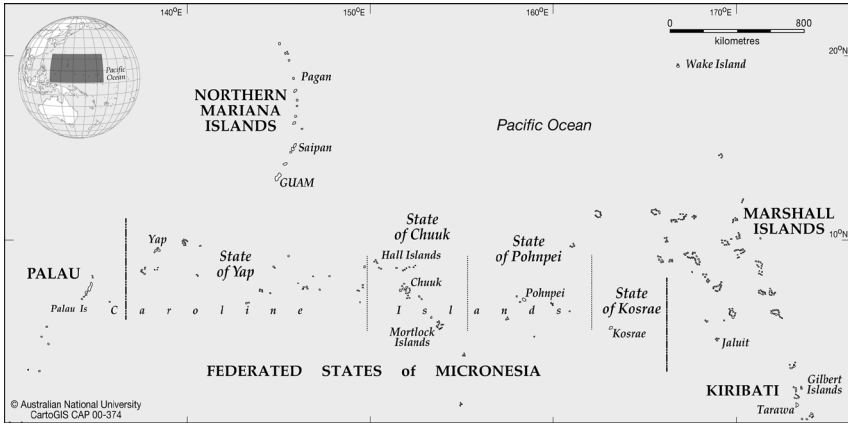 140°E
150°E
160°E
170°E
0 800
kilometres
20°N
Pacific
Ocean
Wake Island
Pagan
NORTHERN
MARIANA
ISLANDS
Pacific Ocean
Saipan
GUAM
State
of Chuuk
MARSHALL
ISLANDS
Yap
State
of Yap
Hall Islands
State
of Pohnpei
10°N
PALAU
Chuuk
Pohnpei
State
of Kosrae
Palau Is
Caroline Islands
Mortlock
Islands
Kosrae
Jaluit
FEDERATED STATES of MICRONESIA
KIRIBATI
Gilbert
Islands
Tarawa
© Australian National University
CartoGIS CAP 00-374